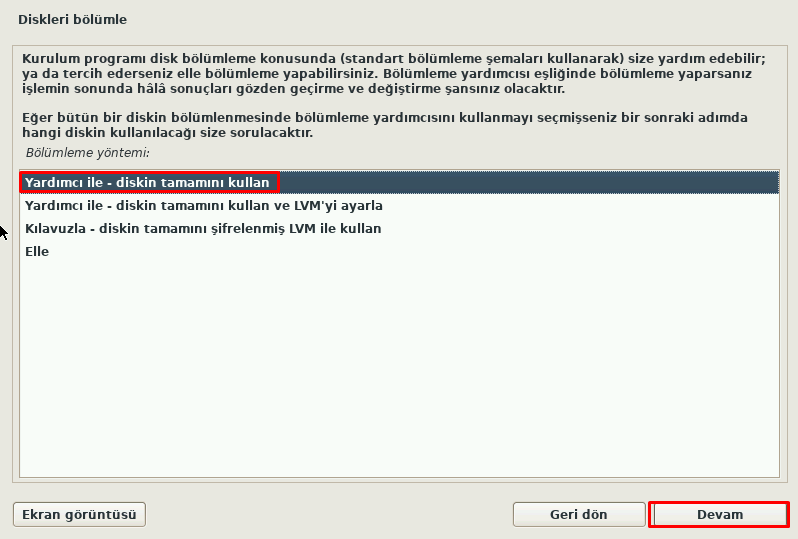 Diskleri bölümle
Kurulum programı disk bölümleme konusunda (standart bölümleme şemaları kullanarak) size yardım edebilir;
ya da tercih ederseniz elle bölümleme yapabilirsiniz. Bölümleme yardımcısı eşliğinde bölümleme yaparsanız
işlemin sonunda hâlâ sonuçları gözden geçirme ve değiştirme şansınız olacaktır.
Eğer bütün bir diskin bölümlenmesinde bölümleme yardımcısını kullanmayı seçmişseniz bir sonraki adımda
hangi diskin kullanılacağı size sorulacaktır.
Bölümleme yöntemi:
Yardımcı ile - diskin tamamını kullan
Yardımcı ile - diskin tamamını kullan ve LVM'yi ayarla
Kılavuzla - diskin tamamını şifrelenmiş LVM ile kullan
Elle
Ekran görüntüsü
Geri dön
Devam